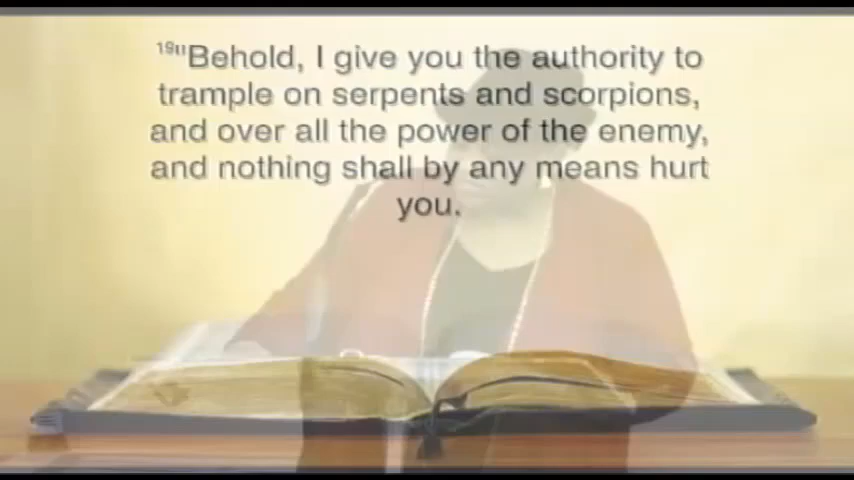 19"Behold, I give you the authority to
trample on serpents and scorpions,
and over all the power of the enemy,
and nothing shall by any means hurt
you.